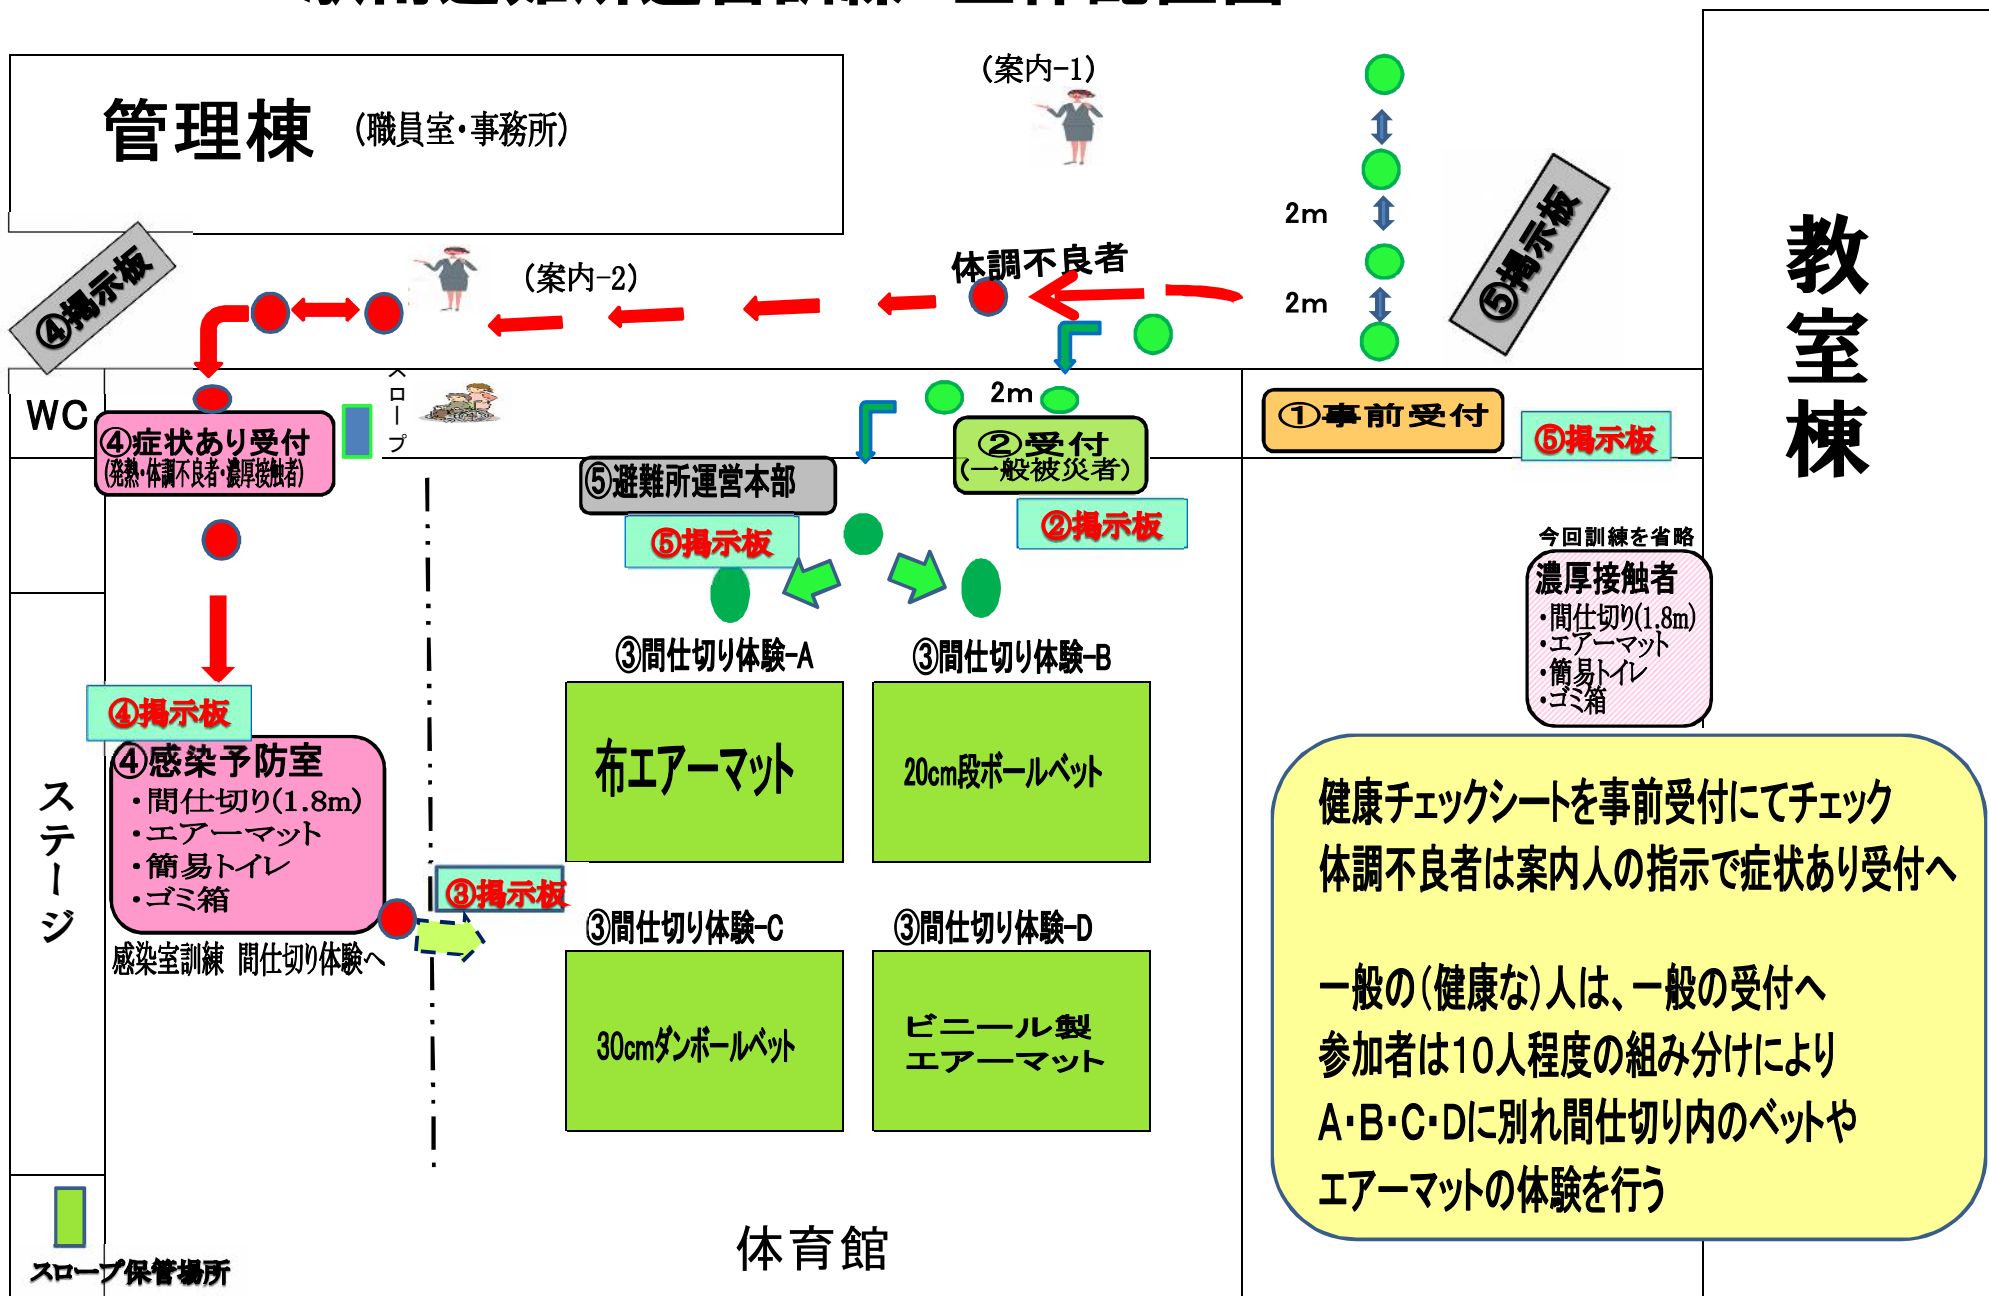 管理棟 (職員室・事務所)
(案内-1)
2m
2m
⑤掲示板
教室棟
④掲示板
(案内-2)
体調不良者
WC
④症状あり受付
(発熱・体調不良者・濃厚接触者)
ロープ
2m
②受付
(一般被災者)
①事前受付
⑤掲示板
⑤避難所運営本部
⑤掲示板
②掲示板
今回訓練を省略
濃厚接触者
・間仕切り(1.8m)
・エアーマット
・簡易トイレ
・ゴミ箱
③間仕切り体験-A
③間仕切り体験-B
布エアーマット
20cm段ボールベット
④掲示板
④感染予防室
・間仕切り(1.8m)
・エアーマット
・簡易トイレ
・ゴミ箱
感染室訓練 間仕切り体験へ
③掲示板
③間仕切り体験-C
③間仕切り体験-D
30cmダンボールベット
ビニール製
エアーマット
ステージ
スロープ保管場所
体育館
健康チェックシートを事前受付にてチェック
体調不良者は案内人の指示で症状あり受付へ
一般の(健康な)人は、一般の受付へ
参加者は10人程度の組み分けにより
A・B・C・Dに別れ間仕切り内のベットや
エアーマットの体験を行う